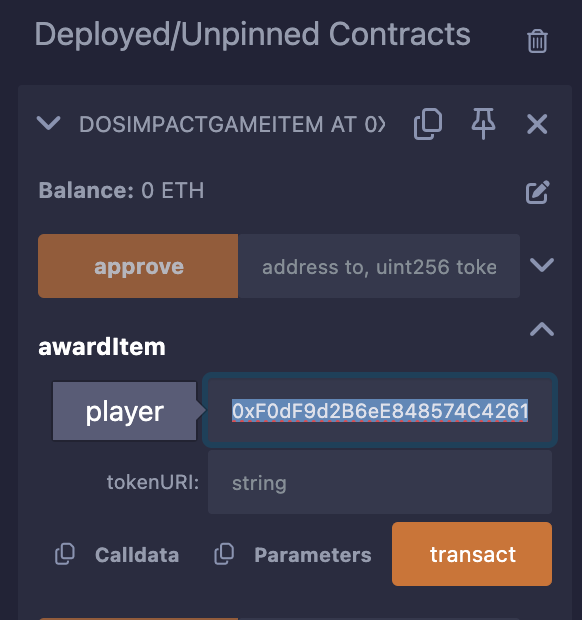 Deployed/Unpinned Contracts
DOSIMPACTGAMEITEM AT 0X
Balance: 0 ETH
approve address to, uint256 toke
awardItem
player 0xF0dF9d2B6eE848574C4261
tokenURI: string
Calldata Parameters transact